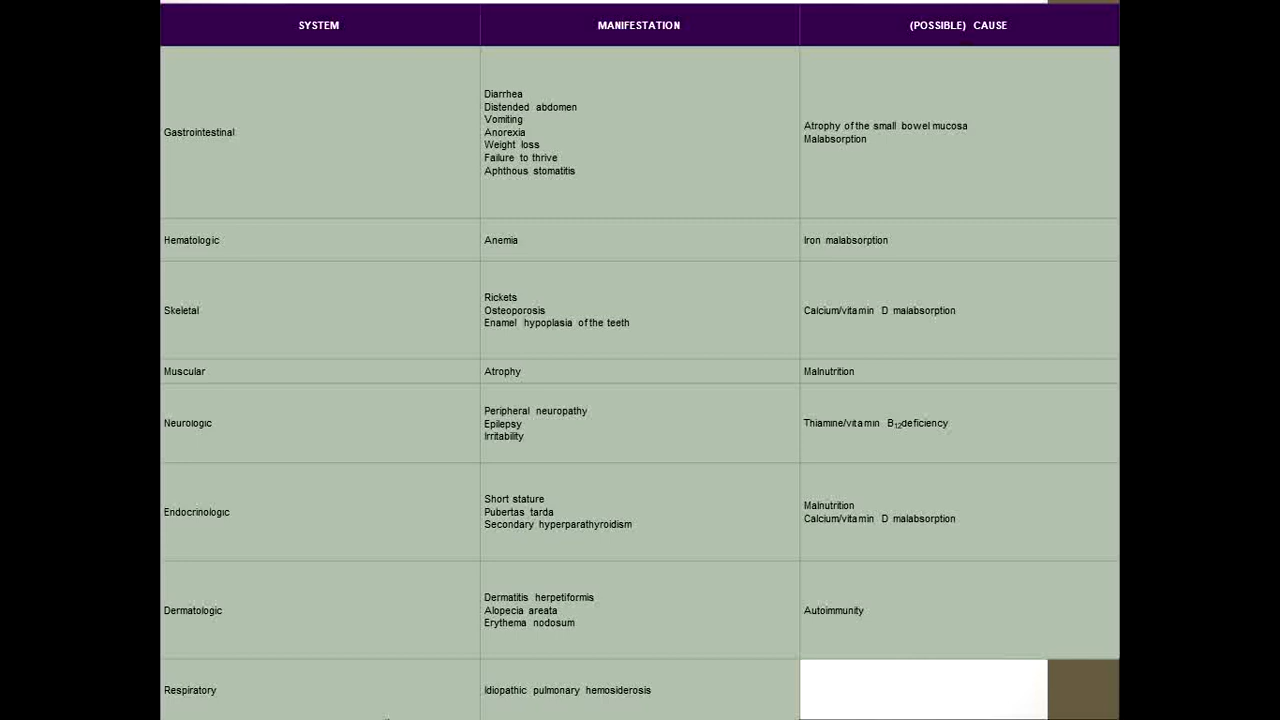 SYSTEM MANIFESTATION (POSSIBLE) CAUSE
Gastrointestinal
Diarrhea
Distended abdomen
Vomiting
Anorexia
Weight loss
Failure to thrive
Aphthous stomatitis
Atrophy of the small bowel mucosa
Malabsorption
Hematologic
Anemia
Iron malabsorption
Skeletal
Rickets
Osteoporosis
Enamel hypoplasia of the teeth
Calcium/vitamin D malabsorption
Muscular
Atrophy
Malnutrition
Neurologic
Peripheral neuropathy
Epilepsy
Irritability
Thiamine/vitamin B12deficiency
Endocrinologic
Short stature
Pubertas tarda
Secondary hyperparathyroidism
Malnutrition
Calcium/vitamin D malabsorption
Dermatologic
Dermatitis herpetiformis
Alopecia areata
Erythema nodosum
Autoimmunity
Respiratory
Idiopathic pulmonary hemosiderosis